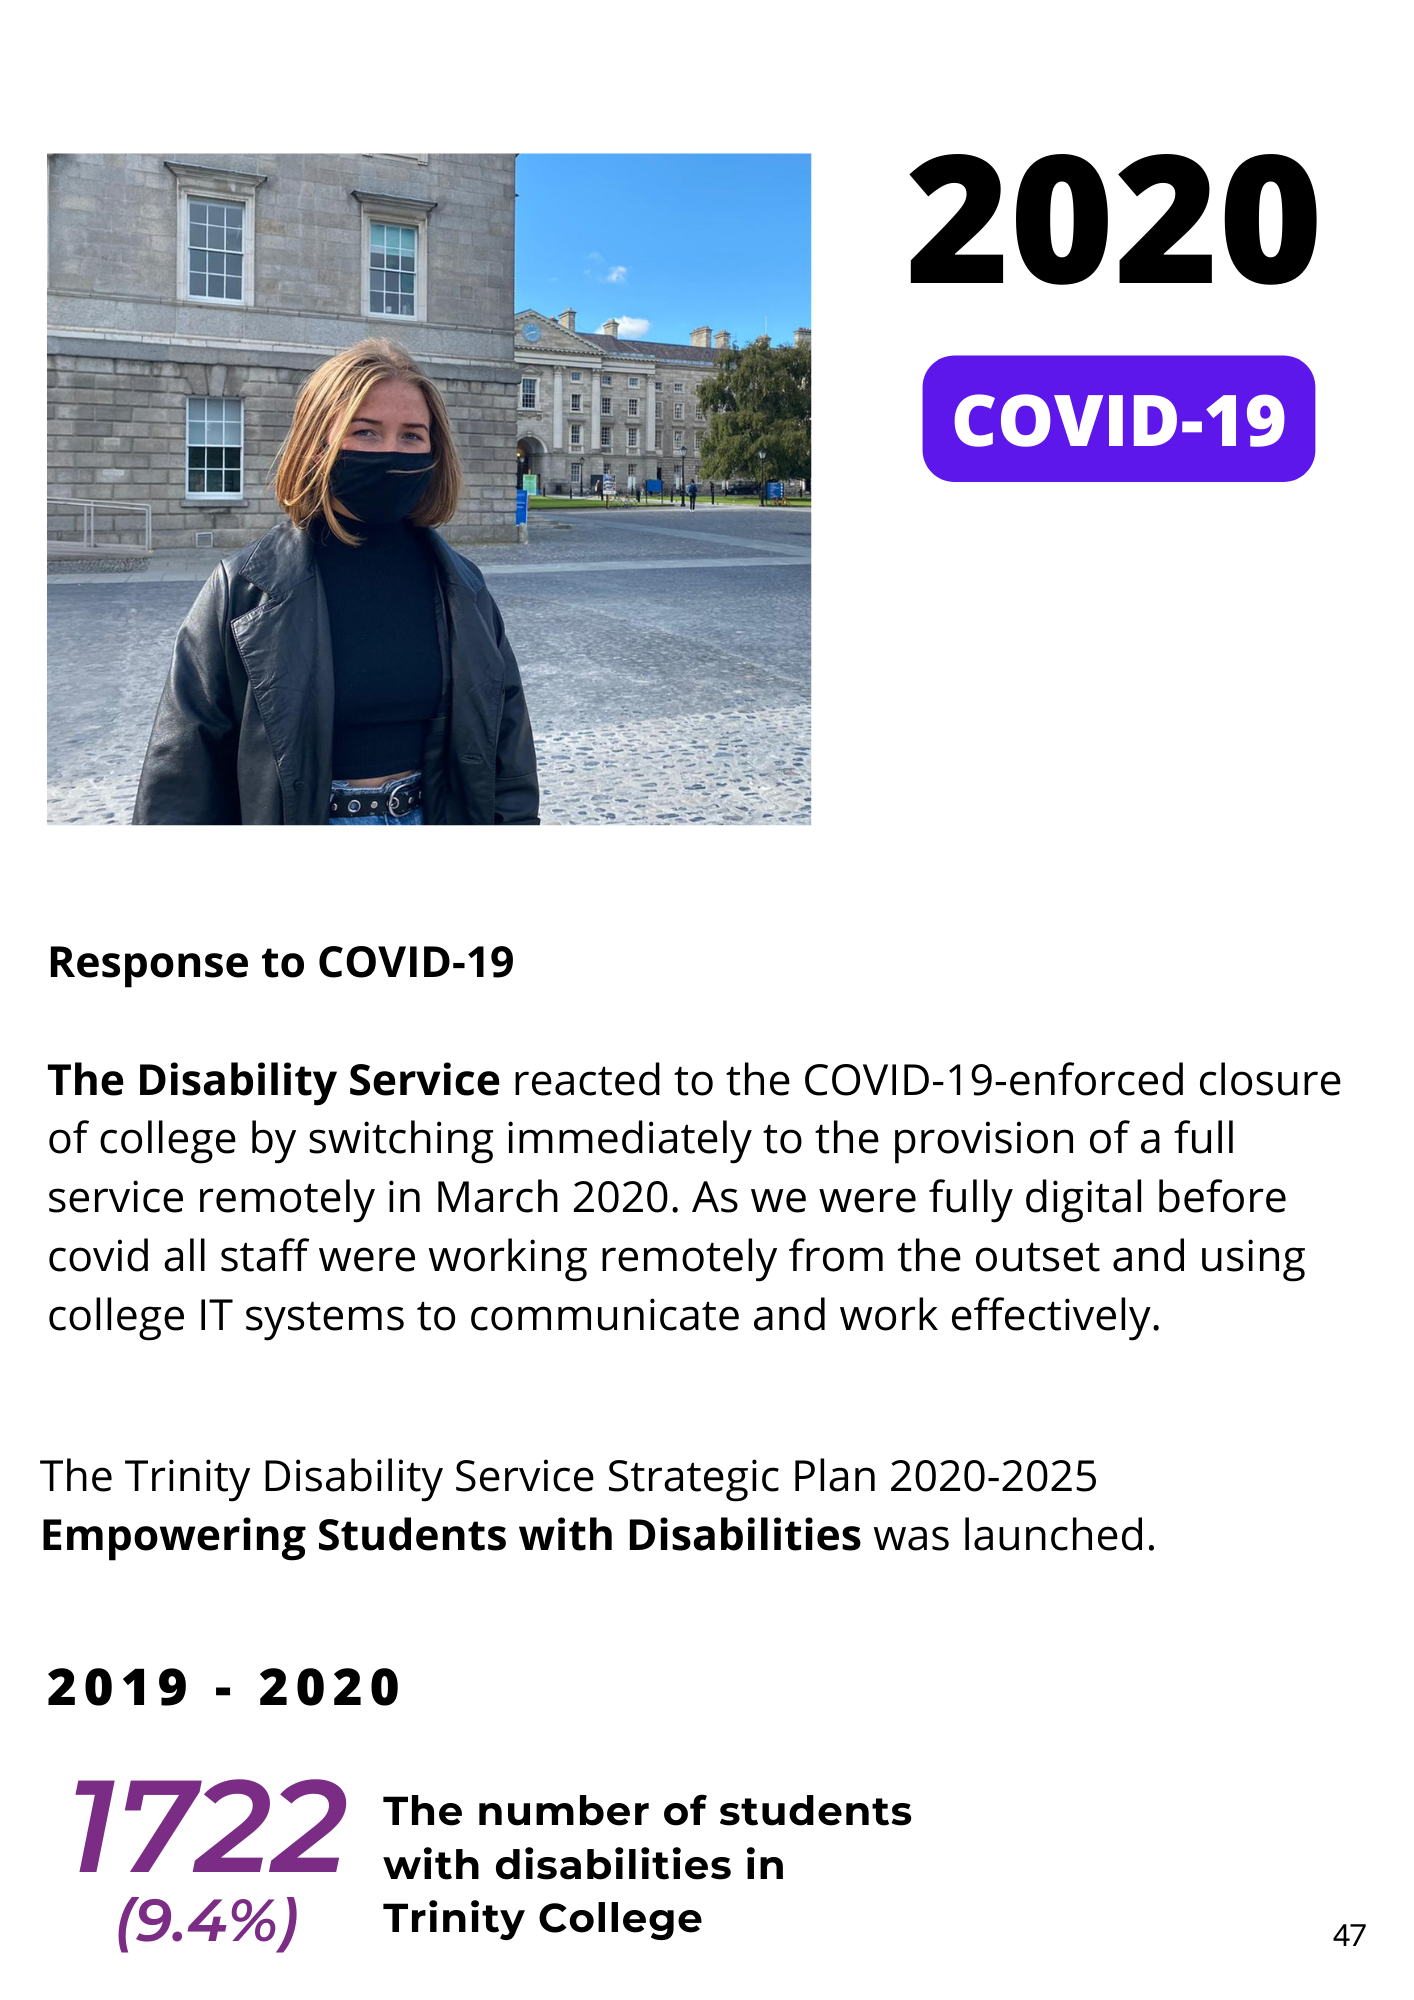 2020
COVID-19
Response to COVID-19
The Disability Service reacted to the COVID-19-enforced closure
of college by switching immediately to the provision of a full
service remotely in March 2020. As we were fully digital before
covid all staff were working remotely from the outset and using
college IT systems to communicate and work effectively.
The Trinity Disability Service Strategic Plan 2020-2025
Empowering Students with Disabilities was launched.
2019 - 2020
1722
(9.4%)
The number of students
with disabilities in
Trinity College
47